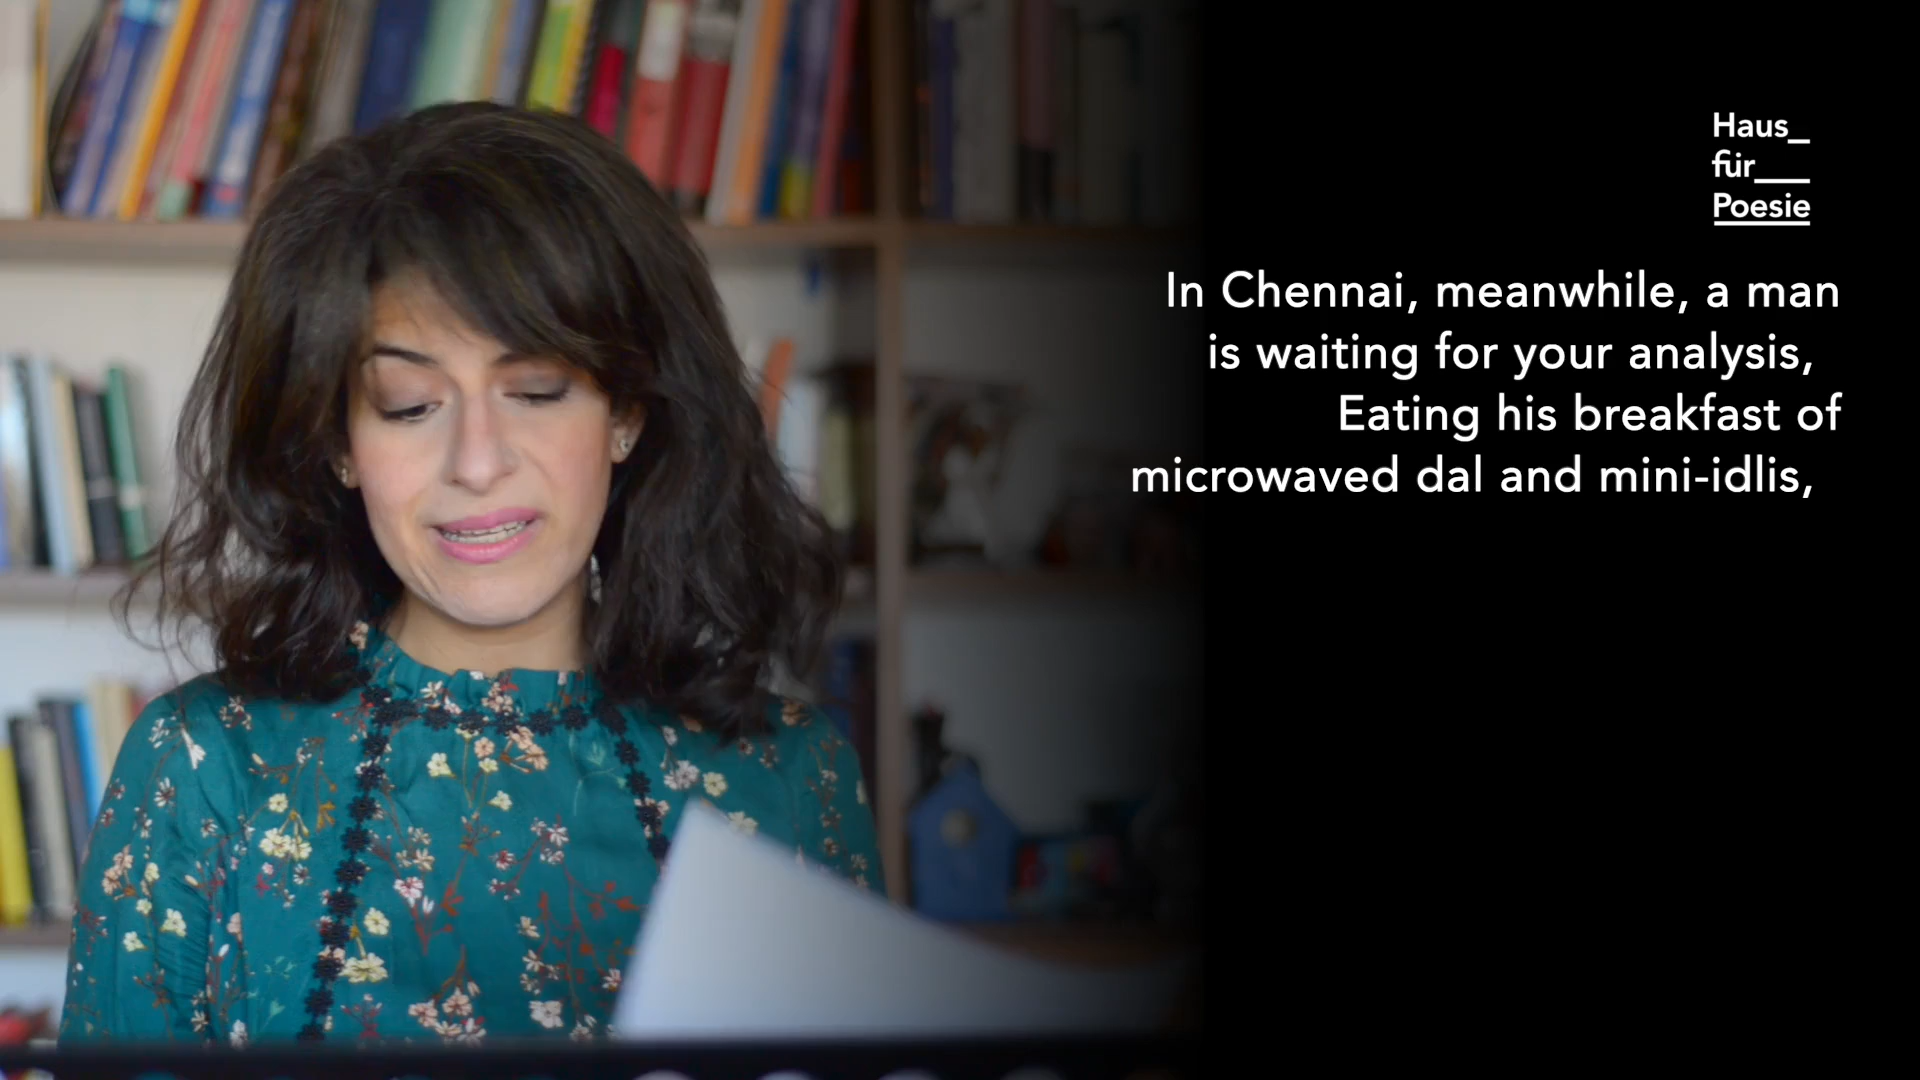 Haus_
für___
Poesie
In Chennai, meanwhile, a man
is waiting for your analysis,
Eating his breakfast of
microwaved dal and mini-idlis,